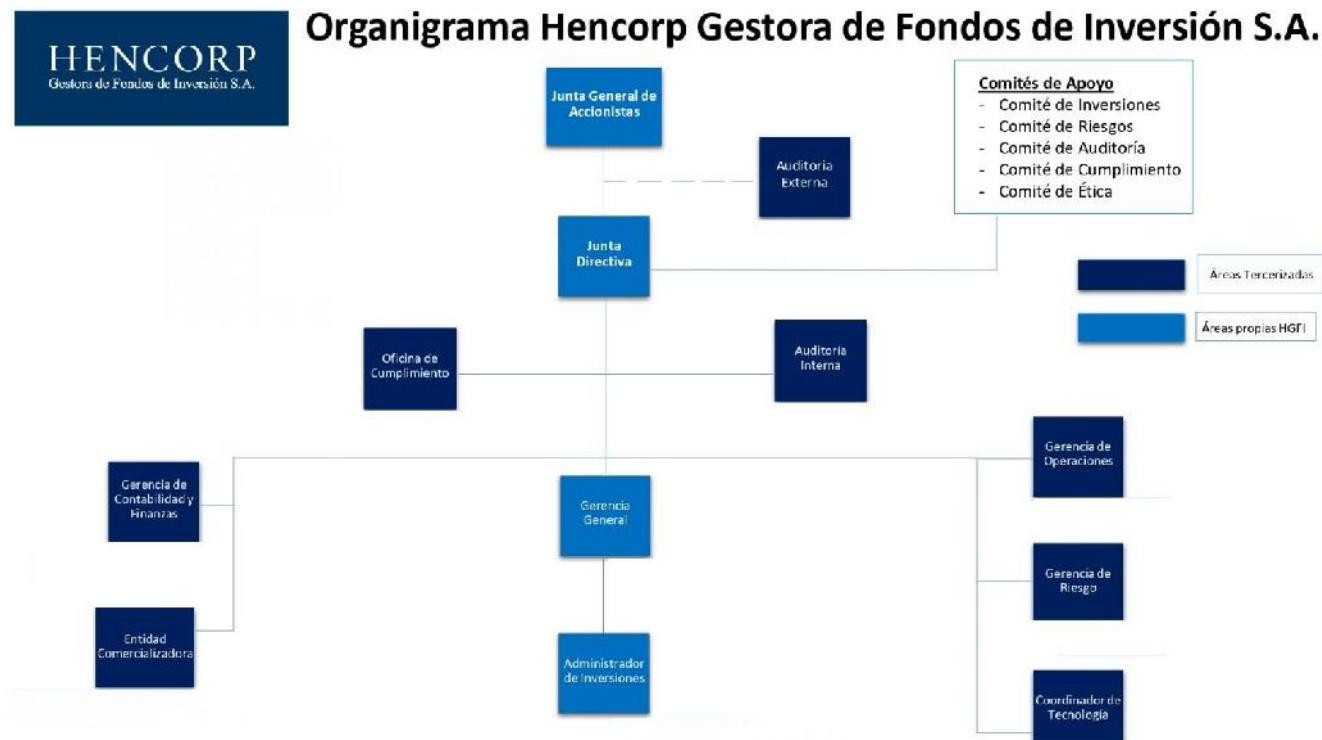 Organigrama Hencorp Gestora de Fondos de Inversión S.A.
HENCORP
Gestora de Fondos de Inversión S.A.
Junta General de
Accionistas
Comités de Apoyo
- Comité de Inversiones
- Comité de Riesgos
- Comité de Auditoría
- Comité de Cumplimiento
- Comité de Ética
Auditoria
Externa
Junta
Directiva
Áreas Tercerizadas
Áreas propias HGFI
Oficina de
Cumplimiento
Auditoría
Interna
Gerencia de
Contabilidad y
Finanzas
Gerencia
General
Gerencia de
Operaciones
Gerencia de
Riesgo
Entidad
Comercializadora
Administrador
de Inversiones
Coordinador de
Tecnología